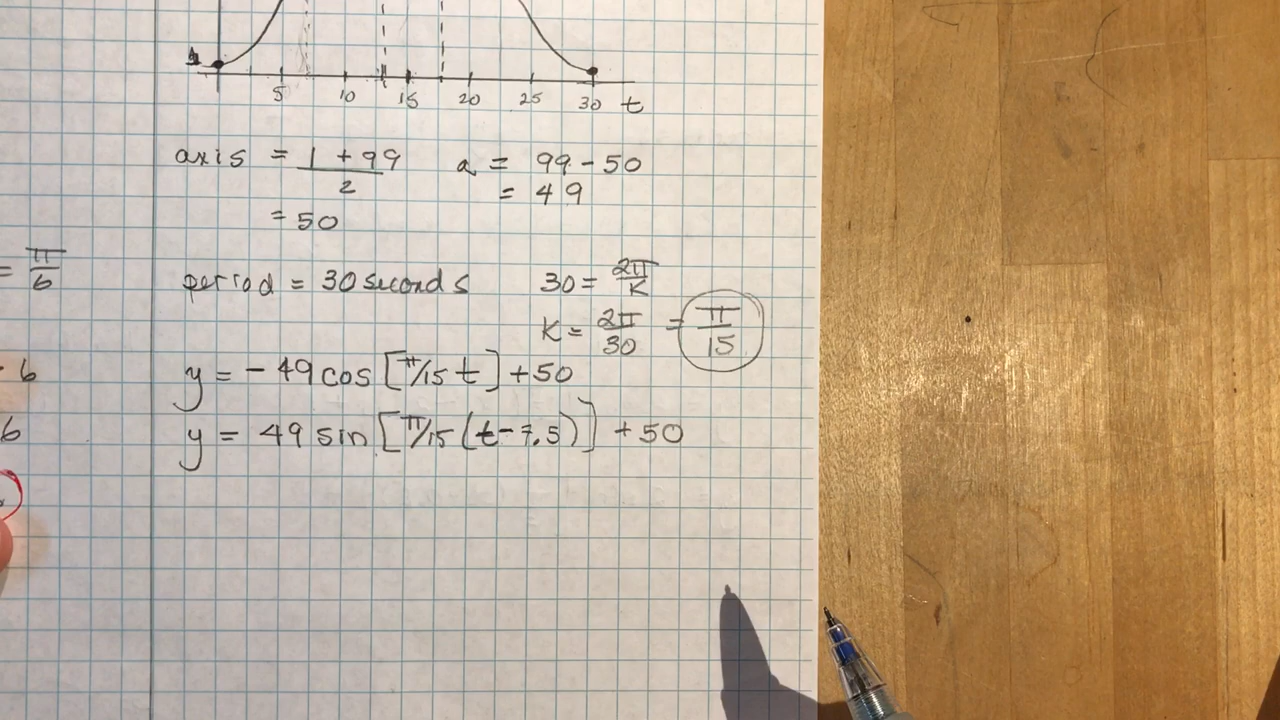 5 10 15 20 25 30 t
axis = 1 + 99 / 2
a = 99 - 50
= 49
= 50
= π/6
period = 30 seconds
30 = 2π/K
K = 2π/30 = π/15
6
y = - 49 cos [π/15 t] + 50
6
y = 49 sin [π/15 (t - 7.5)] + 50